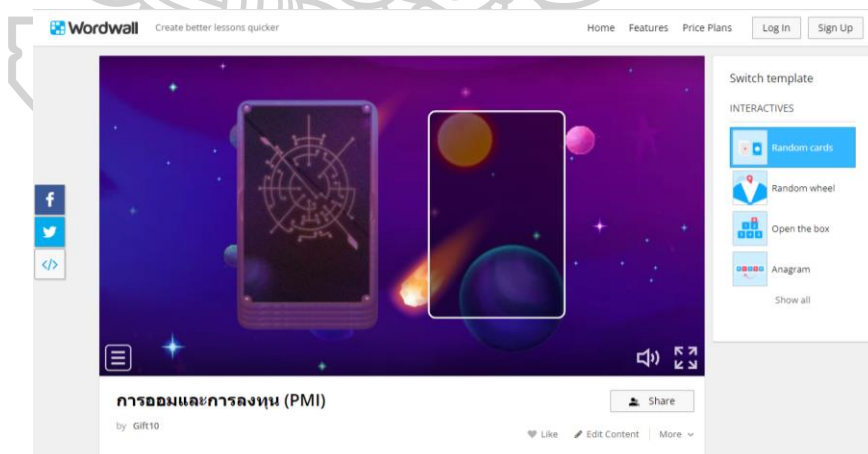 Wordwall Create better lessons quicker Home Features Price Plans Log In Sign Up
Switch template
INTERACTIVES
Random cards
Random wheel
Open the box
Anagram
Show all
การออมและการลงทุน (PMI)
Share
by Gift10
Like Edit Content More